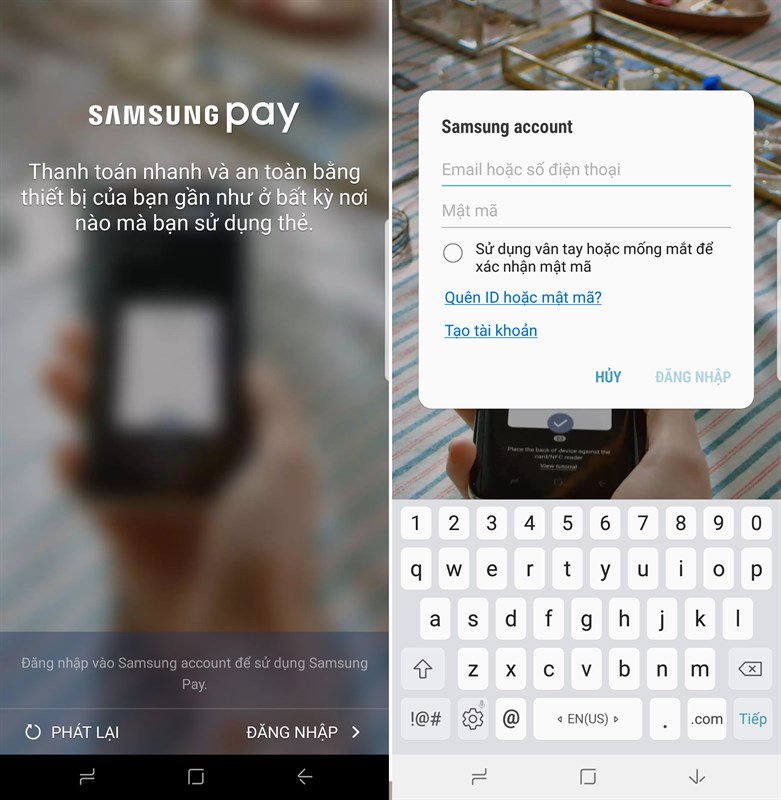 SAMSUNG pay
Thanh toán nhanh và an toàn bằng
thiết bị của bạn gần như ở bất kỳ nơi
nào mà bạn sử dụng thẻ.
Đăng nhập vào Samsung account để sử dụng Samsung
Pay.
PHÁT LẠI
ĐĂNG NHẬP
Samsung account
Email hoặc số điện thoại
Mật mã
Sử dụng vân tay hoặc mống mắt để
xác nhận mật mã
Quên ID hoặc mật mã?
Tạo tài khoản
HỦY ĐĂNG NHẬP
Place the back of device against the
card/NFC reader
View tutorial
1 2 3 4 5 6 7 8 9 0
q w e r t y u i o p
a s d f g h j k l
z x c v b n m
!@# @ EN(US) . .com Tiếp